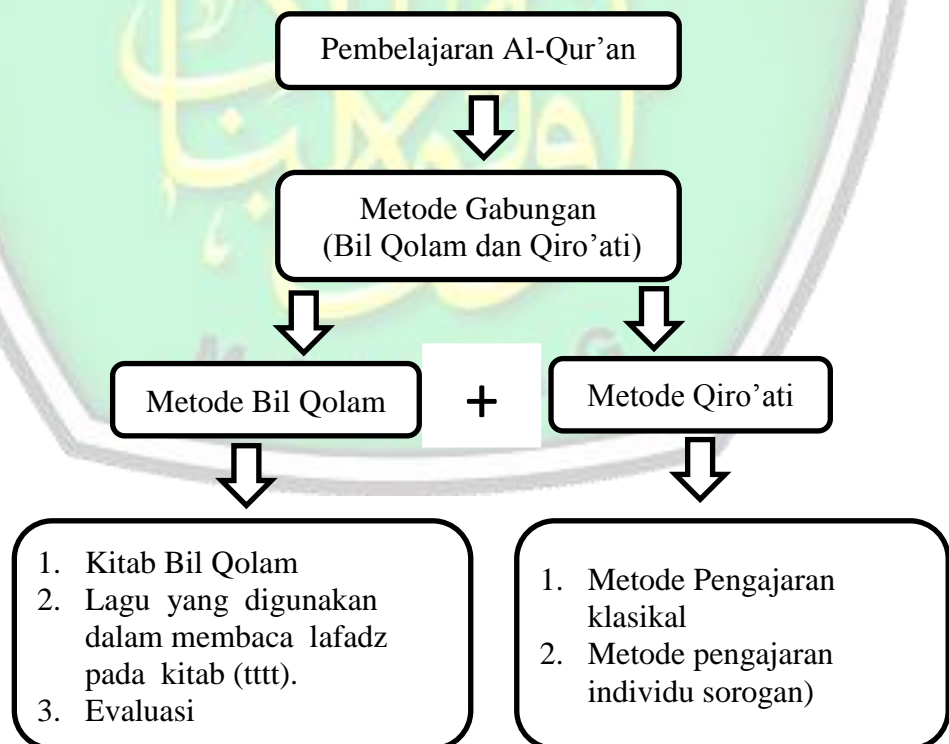 Pembelajaran Al-Qur’an
Metode Gabungan
(Bil Qolam dan Qiro’ati)
Metode Bil Qolam
+
Metode Qiro’ati
1. Kitab Bil Qolam
2. Lagu yang digunakan
dalam membaca lafadz
pada kitab (tttt).
3. Evaluasi
1. Metode Pengajaran
klasikal
2. Metode pengajaran
individu sorogan)